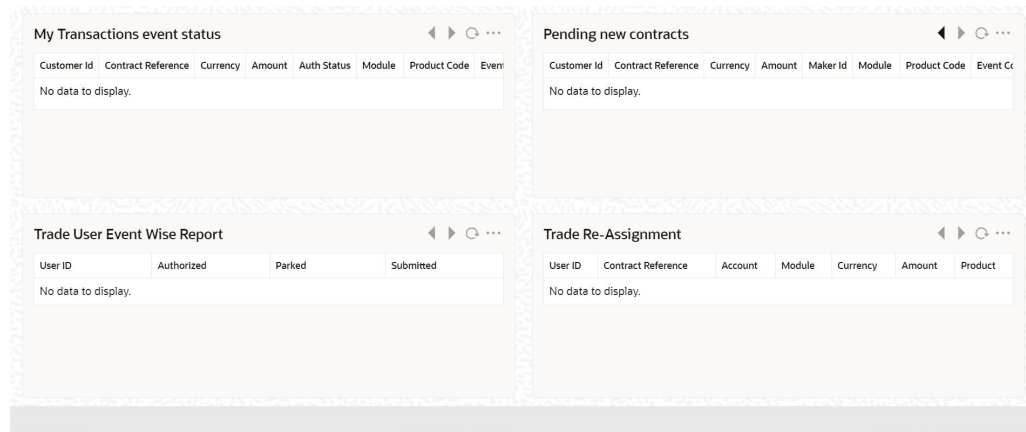 My Transactions event status
Customer Id Contract Reference Currency Amount Auth Status Module Product Code Event
No data to display.
Pending new contracts
Customer Id Contract Reference Currency Amount Maker Id Module Product Code Event Co
No data to display.
Trade User Event Wise Report
User ID Authorized Parked Submitted
No data to display.
Trade Re-Assignment
User ID Contract Reference Account Module Currency Amount Product
No data to display.